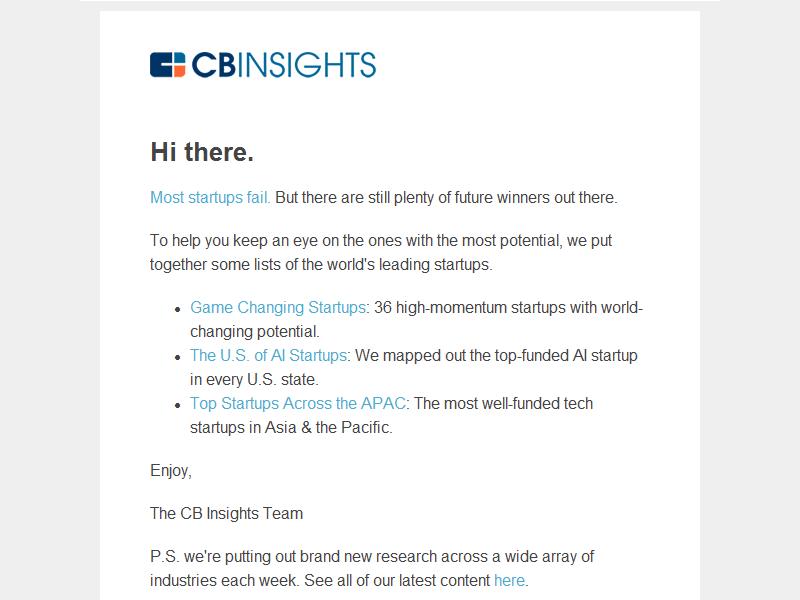 CBINSIGHTS
Hi there.
Most startups fail. But there are still plenty of future winners out there.
To help you keep an eye on the ones with the most potential, we put
together some lists of the world's leading startups.
• Game Changing Startups: 36 high-momentum startups with world-
changing potential.
• The U.S. of AI Startups: We mapped out the top-funded AI startup
in every U.S. state.
• Top Startups Across the APAC: The most well-funded tech
startups in Asia & the Pacific.
Enjoy,
The CB Insights Team
P.S. we're putting out brand new research across a wide array of
industries each week. See all of our latest content here.